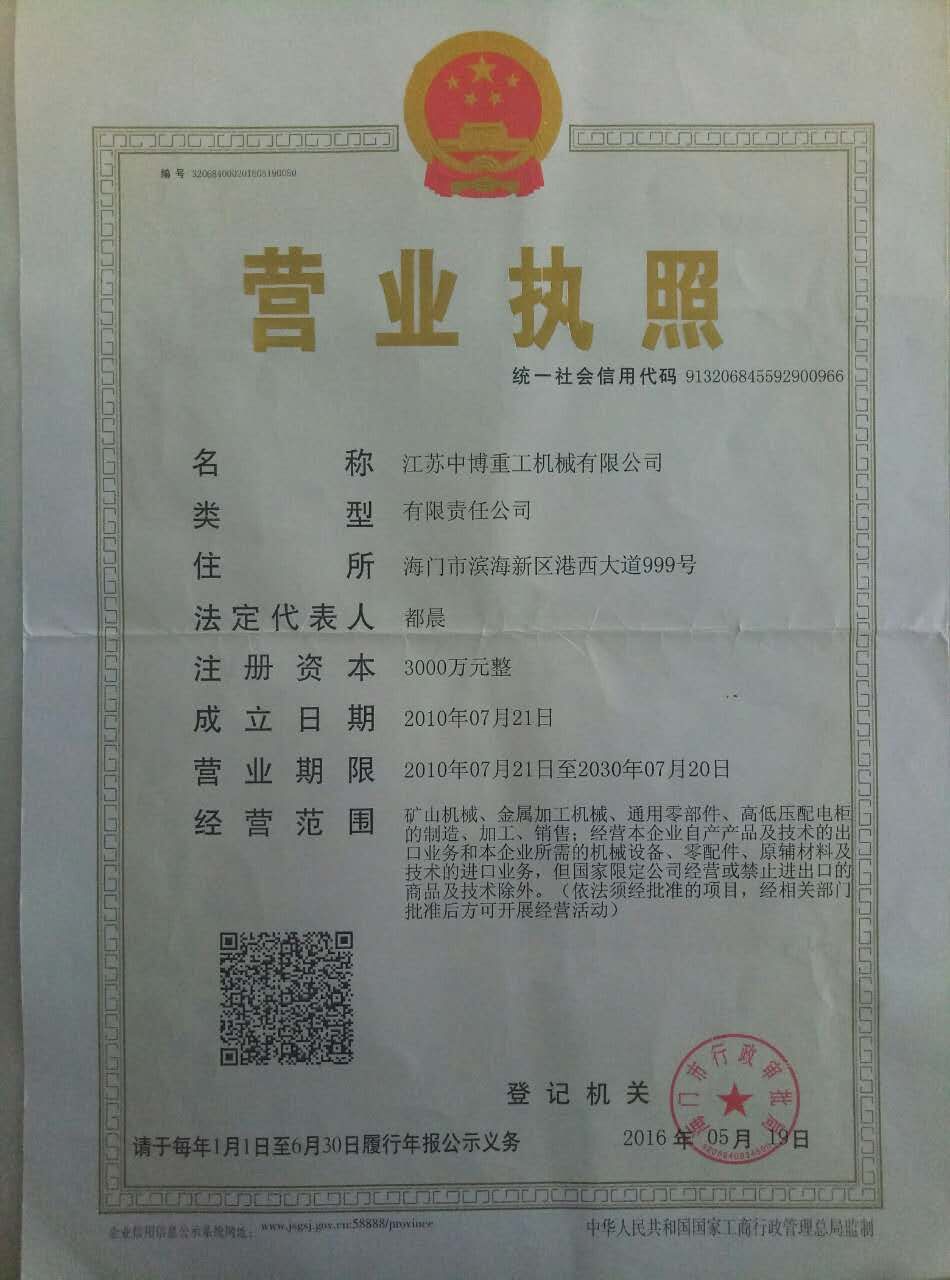 编 号 320684000201605190080
营业执照
统一社会信用代码 913206845592900966
名 称 江苏中博重工机械有限公司
类 型 有限责任公司
住 所 海门市滨海新区港西大道999号
法定代表人 都晨
注册资本 3000万元整
成立日期 2010年07月21日
营业期限 2010年07月21日至2030年07月20日
经营范围 矿山机械、金属加工机械、通用零部件、高低压配电柜
的制造、加工、销售；经营本企业自产产品及技术的出
口业务和本企业所需的机械设备、零配件、原辅材料及
技术的进口业务，但国家限定公司经营或禁止进出口的
商品及技术除外。（依法须经批准的项目，经相关部门
批准后方可开展经营活动）
登记机关
海门市行政审批局
2016 年 05 月 19 日
请于每年1月1日至6月30日履行年报公示义务
企业信用信息公示系统网址： www.jsgsj.gov.cn:58888/province
中华人民共和国国家工商行政管理总局监制